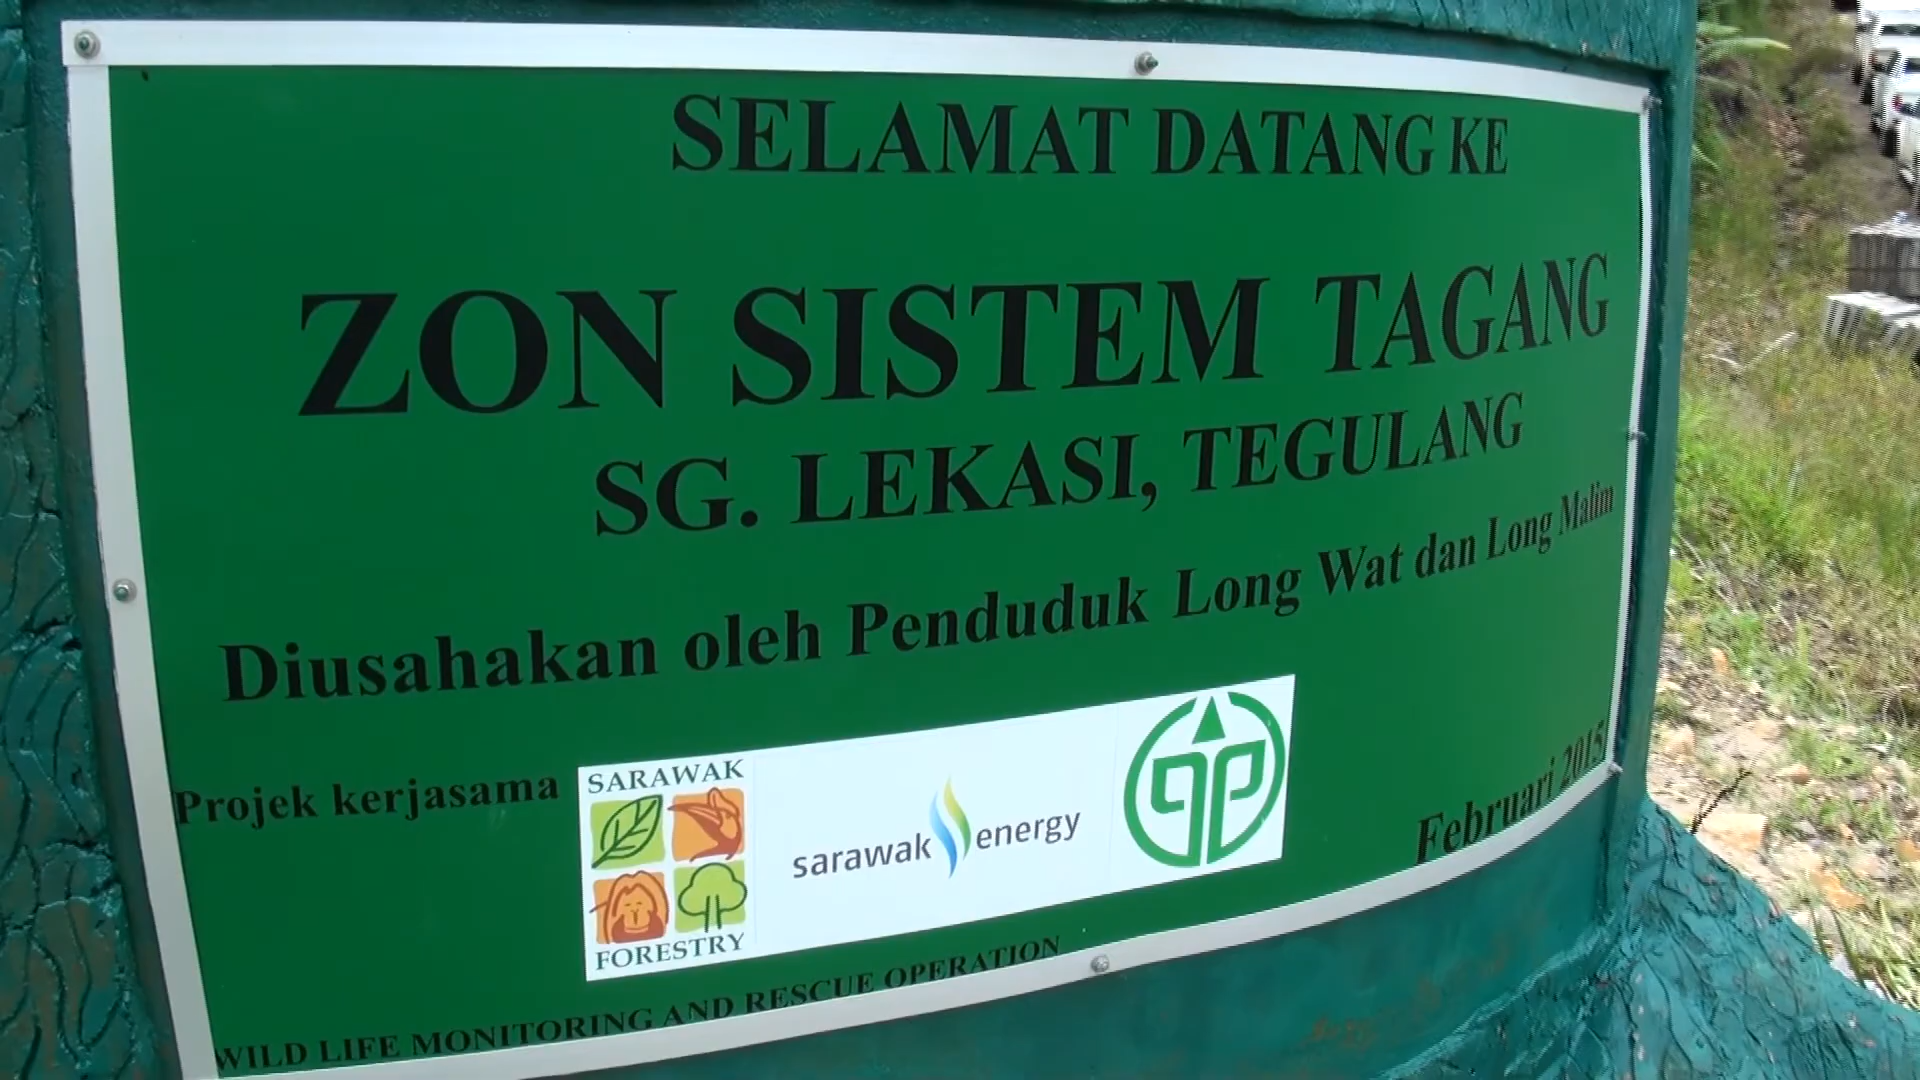 SELAMAT DATANG KE
ZON SISTEM TAGANG
SG. LEKASI, TEGULANG
Diusahakan oleh Penduduk Long Wat dan Long Malim
Projek kerjasama
SARAWAK
FORESTRY
sarawak energy
Februari 2015
WILD LIFE MONITORING AND RESCUE OPERATION